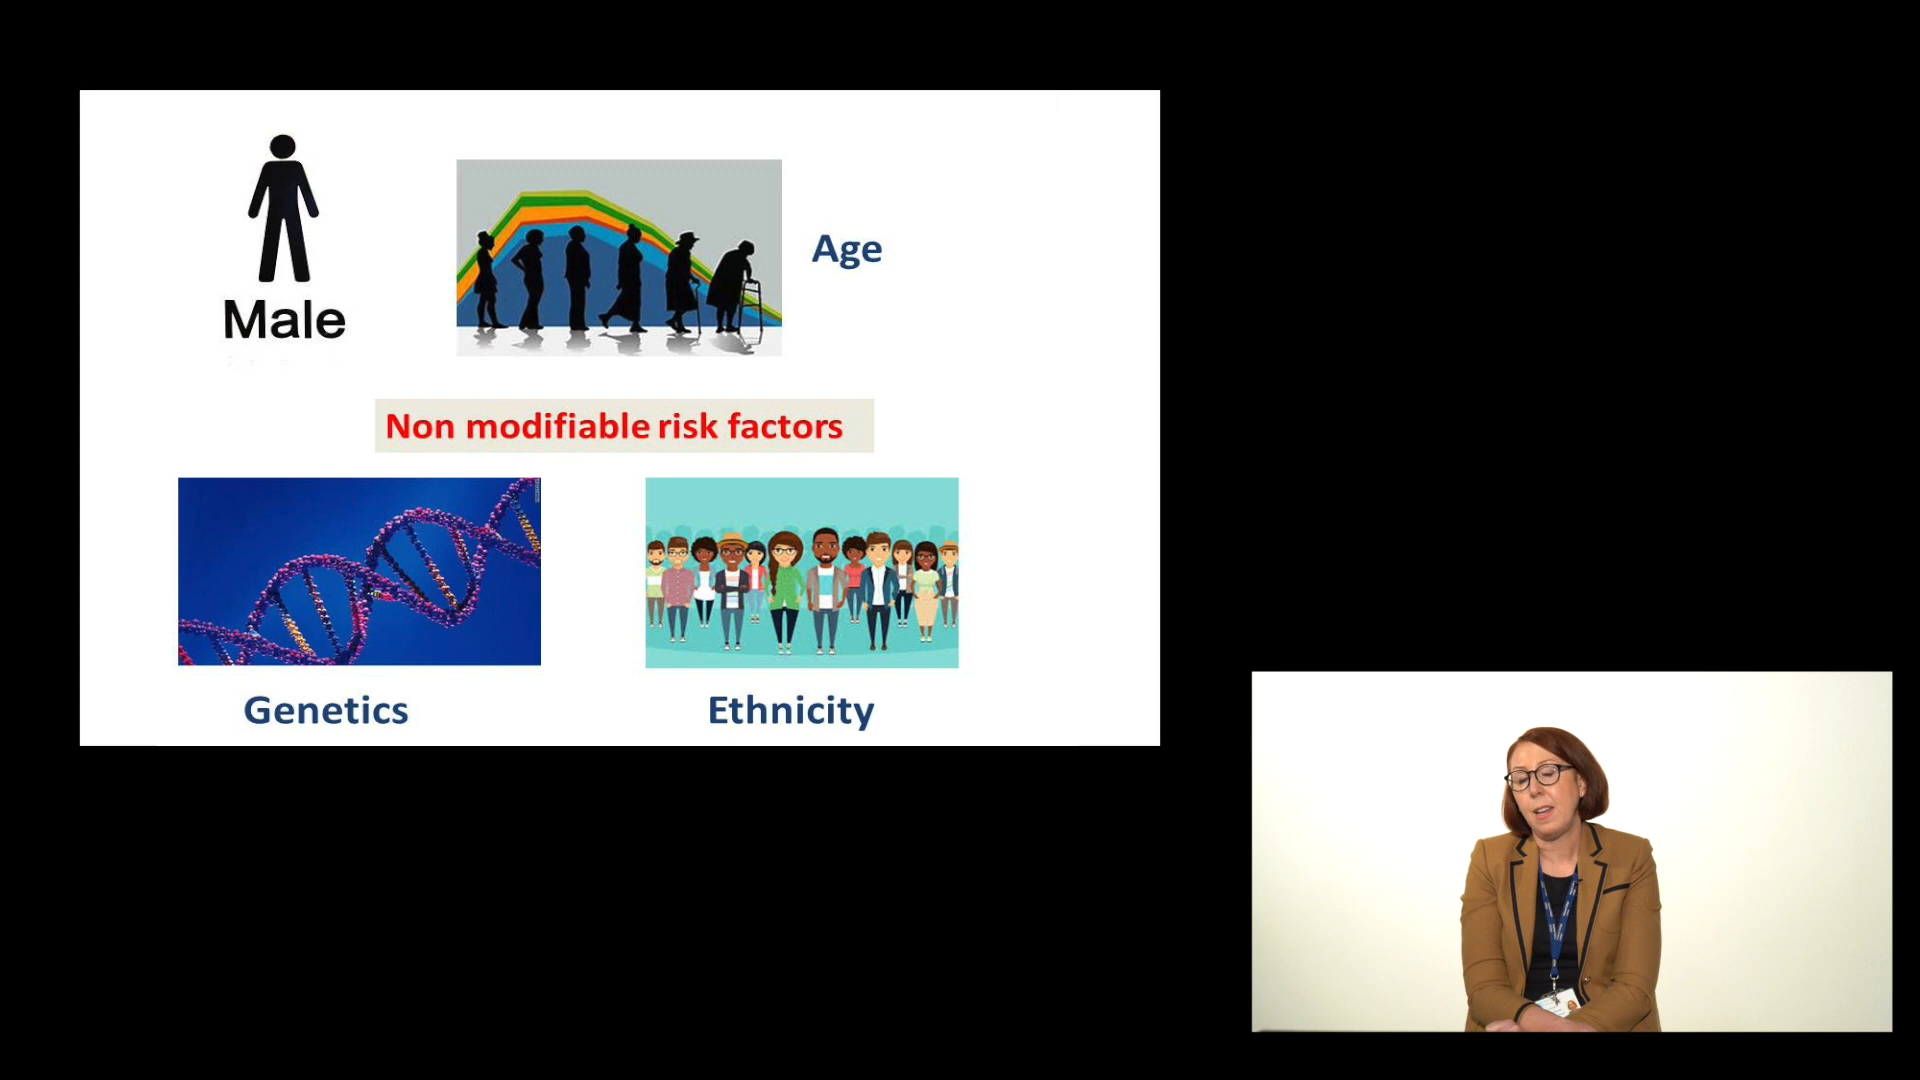 Male
Age
Non modifiable risk factors
Genetics
Ethnicity